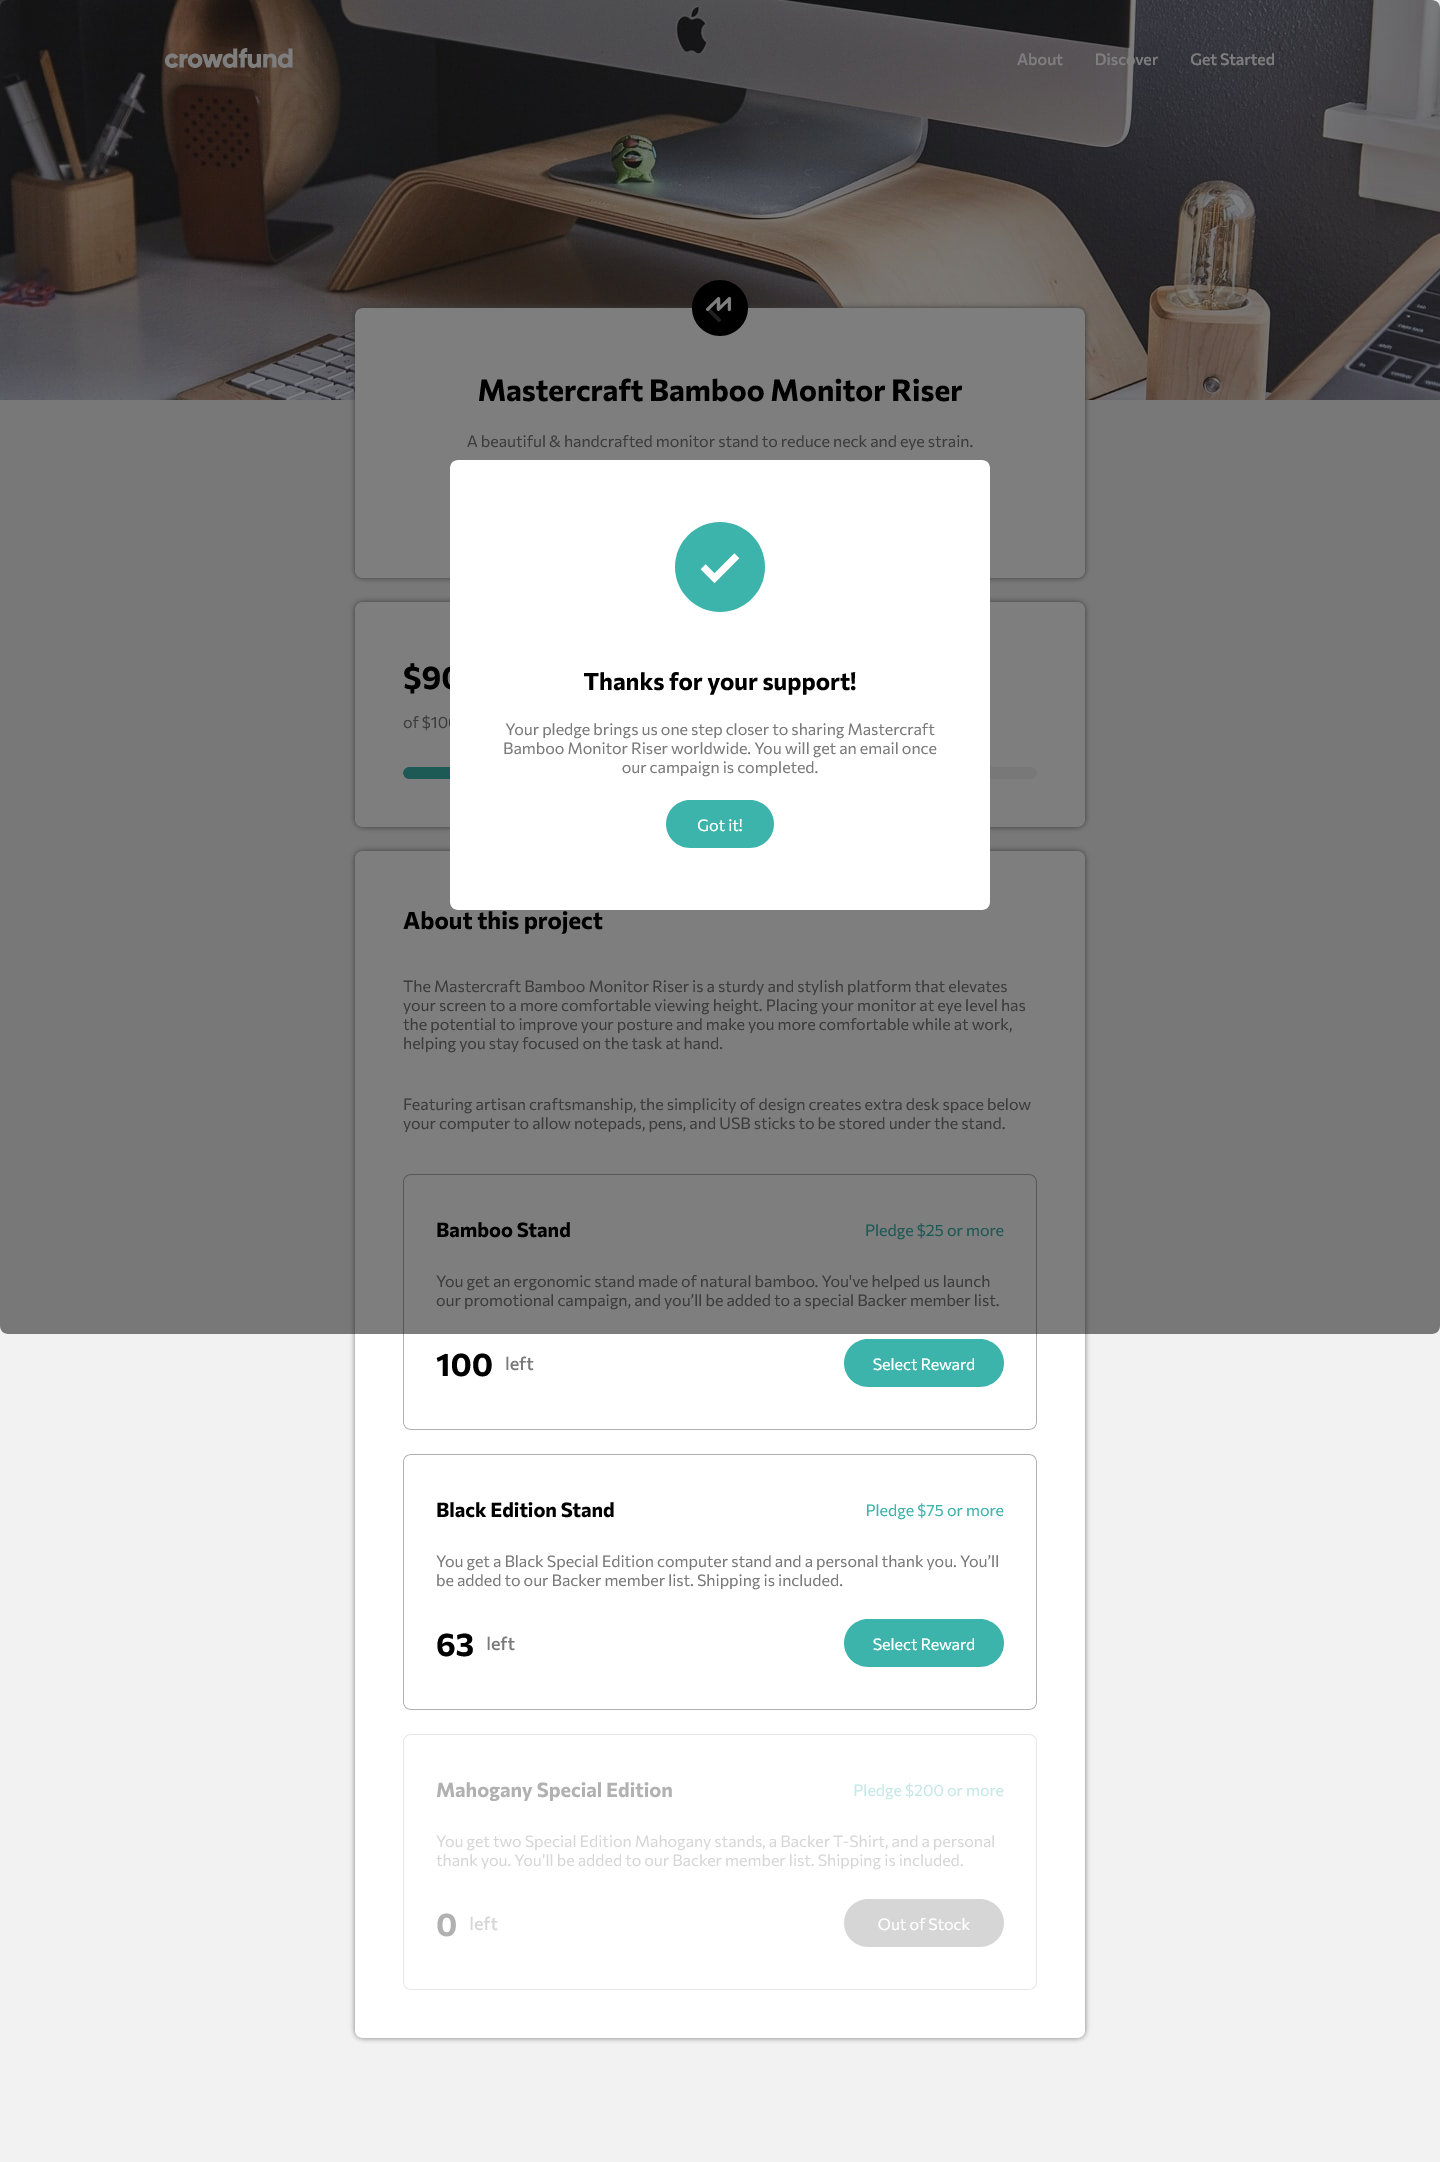 crowdfund
About Discover Get Started
Mastercraft Bamboo Monitor Riser
A beautiful & handcrafted monitor stand to reduce neck and eye strain.
Thanks for your support!
Your pledge brings us one step closer to sharing Mastercraft
Bamboo Monitor Riser worldwide. You will get an email once
our campaign is completed.
Got it!
About this project
The Mastercraft Bamboo Monitor Riser is a sturdy and stylish platform that elevates
your screen to a more comfortable viewing height. Placing your monitor at eye level has
the potential to improve your posture and make you more comfortable while at work,
helping you stay focused on the task at hand.
Featuring artisan craftsmanship, the simplicity of design creates extra desk space below
your computer to allow notepads, pens, and USB sticks to be stored under the stand.
Bamboo Stand
Pledge $25 or more
You get an ergonomic stand made of natural bamboo. You've helped us launch
our promotional campaign, and you’ll be added to a special Backer member list.
100 left
Select Reward
Black Edition Stand
Pledge $75 or more
You get a Black Special Edition computer stand and a personal thank you. You’ll
be added to our Backer member list. Shipping is included.
63 left
Select Reward
Mahogany Special Edition
Pledge $200 or more
You get two Special Edition Mahogany stands, a Backer T-Shirt, and a personal
thank you. You’ll be added to our Backer member list. Shipping is included.
0 left
Out of Stock